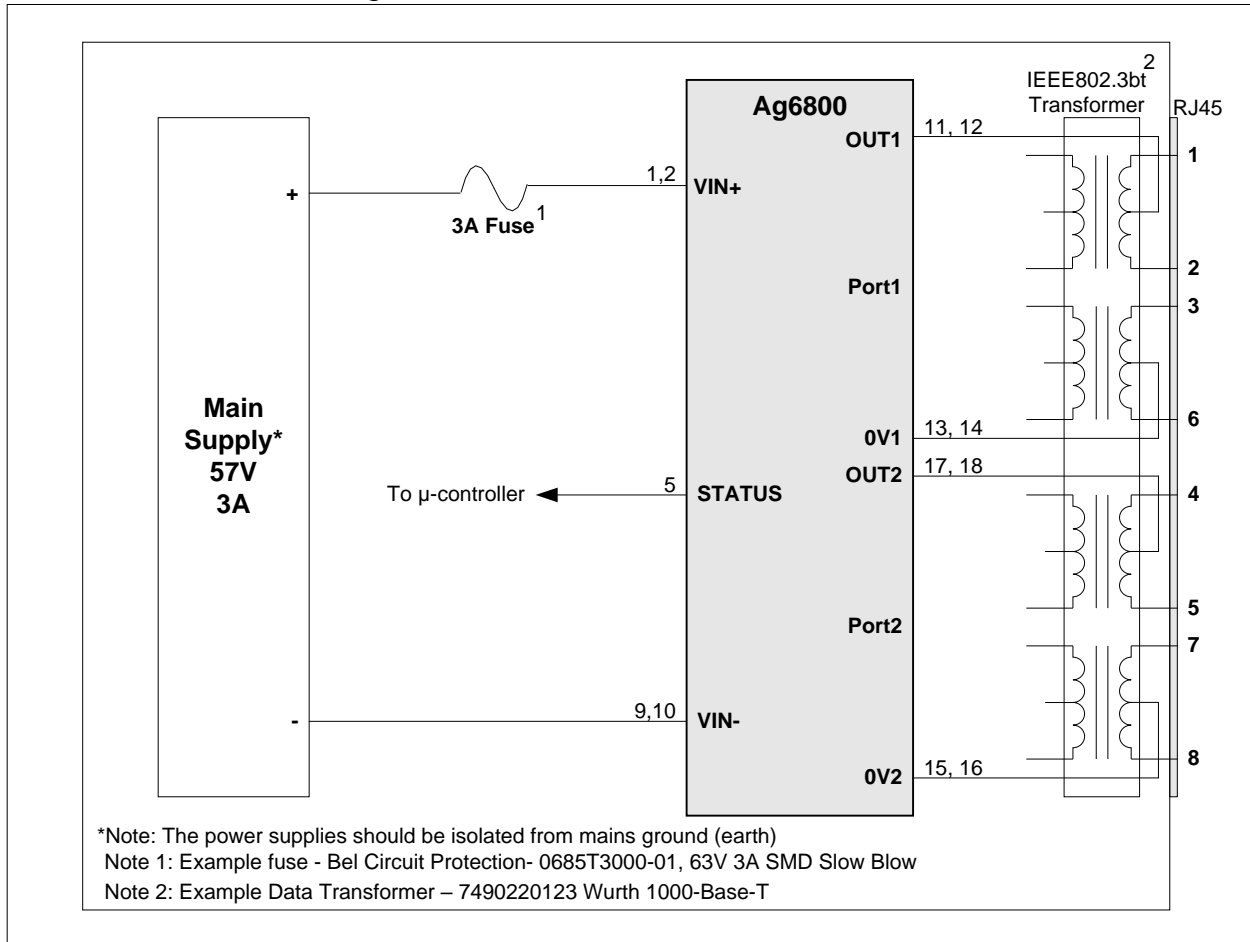 IEEE802.3bt 2
Transformer
RJ45
Ag6800
OUT1
11, 12
1
+
1,2
VIN+
3A Fuse 1
2
Port1
3
Main
Supply*
57V
3A
6
0V1
13, 14
OUT2
17, 18
To µ-controller
5
STATUS
4
5
Port2
7
-
9,10
VIN-
8
0V2
15, 16
*Note: The power supplies should be isolated from mains ground (earth)
Note 1: Example fuse - Bel Circuit Protection- 0685T3000-01, 63V 3A SMD Slow Blow
Note 2: Example Data Transformer – 7490220123 Wurth 1000-Base-T